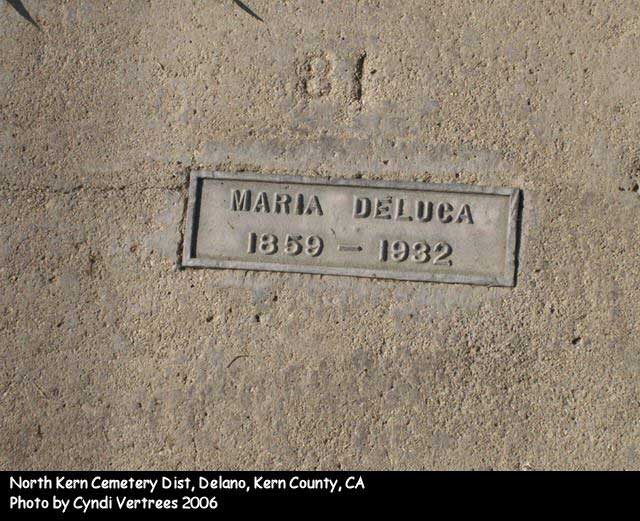 81
MARIA DELUCA
1859 – 1932
North Kern Cemetery Dist, Delano, Kern County, CA
Photo by Cyndi Vertrees 2006